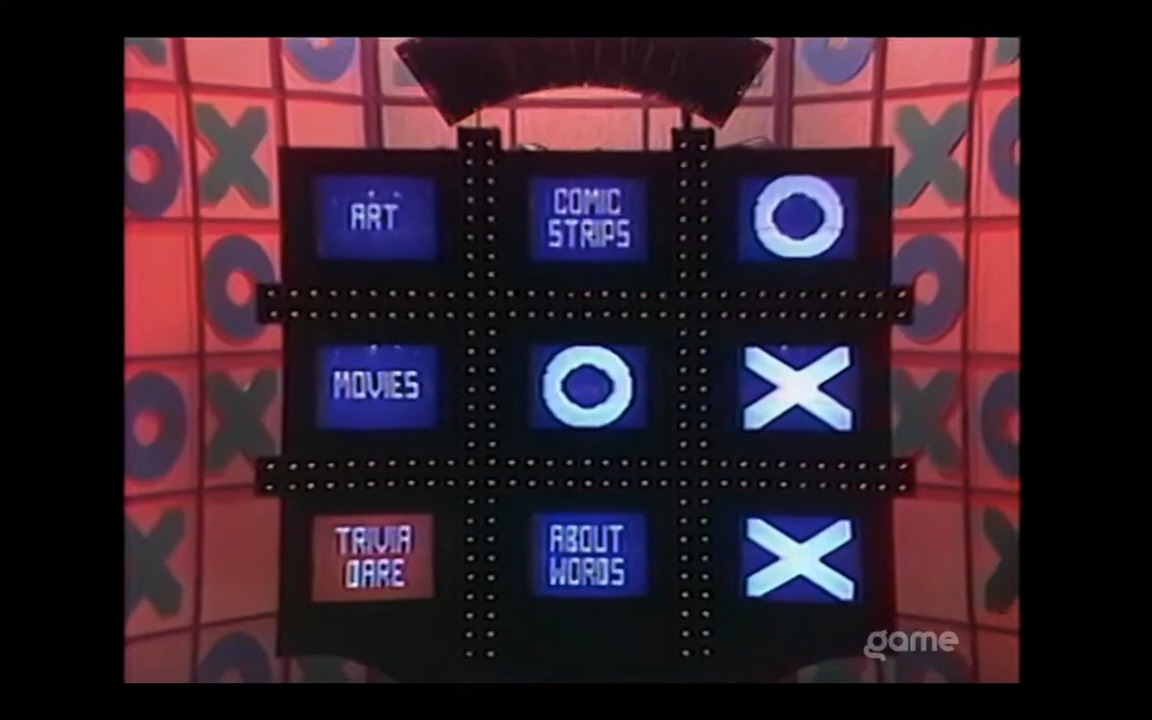 ART
COMIC
STRIPS
O
MOVIES
O
X
TRIVIA
DARE
ABOUT
WORDS
X
game